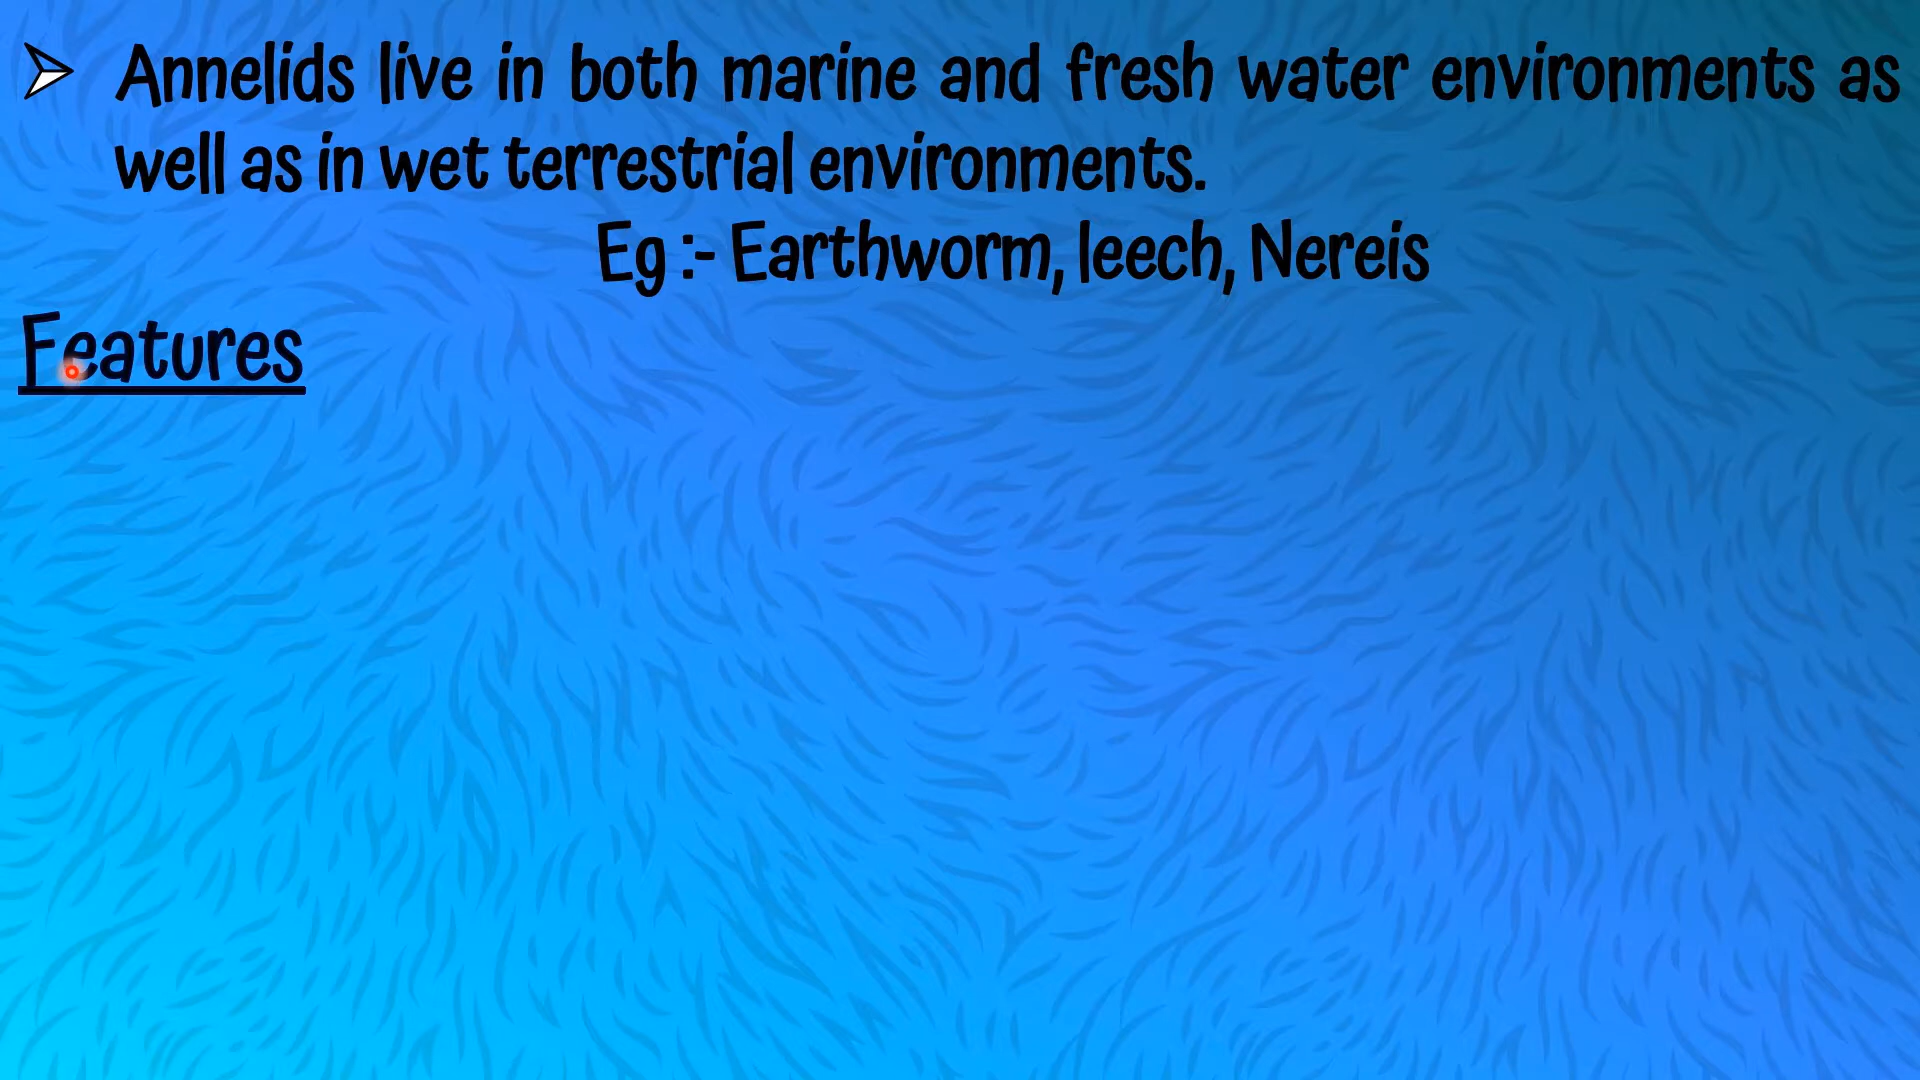 Annelids live in both marine and fresh water environments as
well as in wet terrestrial environments.
Eg :- Earthworm, leech, Nereis
Features